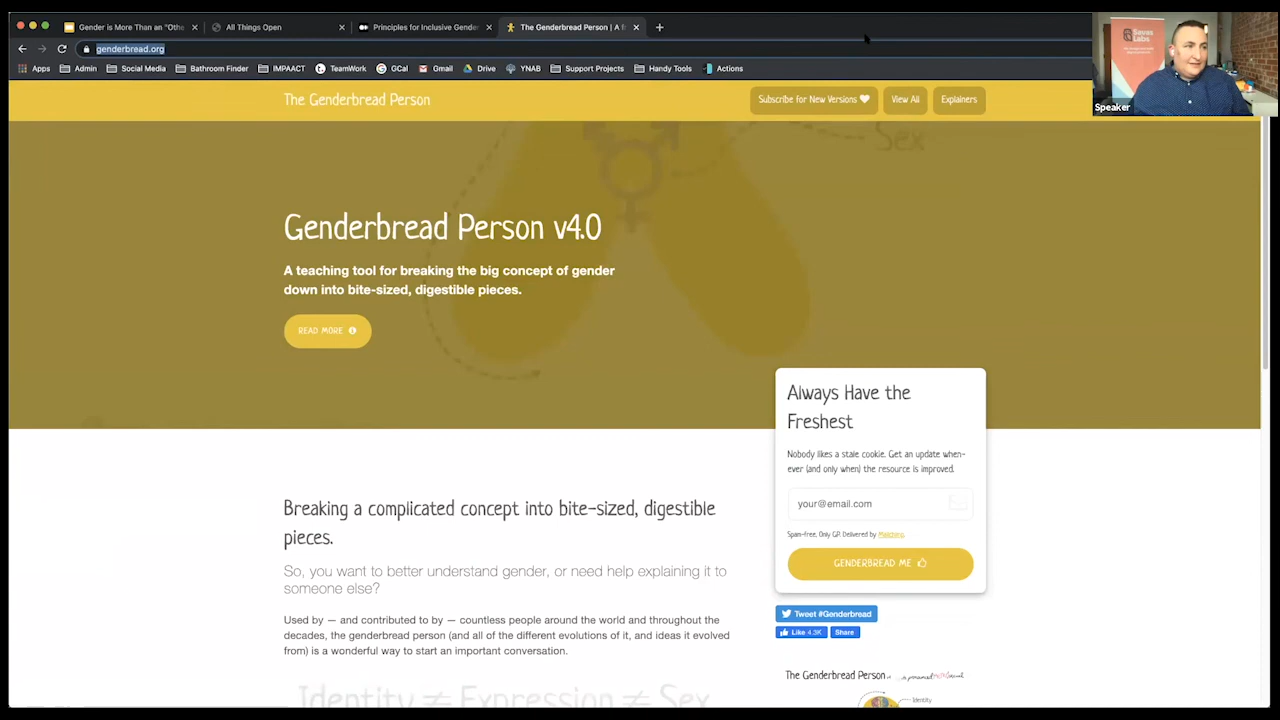 Gender is More Than an "Othe
All Things Open
Principles for Inclusive Gender
The Genderbread Person | A f
genderbread.org
Apps
Admin
Social Media
Bathroom Finder
IMPAACT
TeamWork
GCal
Gmail
Drive
YNAB
Support Projects
Handy Tools
Actions
Savas
Labs
Speaker
The Genderbread Person
Subscribe for New Versions
View All
Explainers
Sex
Genderbread Person v4.0
A teaching tool for breaking the big concept of gender
down into bite-sized, digestible pieces.
READ MORE
Always Have the
Freshest
Nobody likes a stale cookie. Get an update when-
ever (and only when) the resource is improved.
your@email.com
Spam-free. Only GP. Delivered by Mailchimp.
GENDERBREAD ME
Tweet #Genderbread
Like 4.3K
Share
Breaking a complicated concept into bite-sized, digestible
pieces.
So, you want to better understand gender, or need help explaining it to
someone else?
Used by — and contributed to by — countless people around the world and throughout the
decades, the genderbread person (and all of the different evolutions of it, and ideas it evolved
from) is a wonderful way to start an important conversation.
Identity ≠ Expression ≠ Sex
The Genderbread Person
Identity